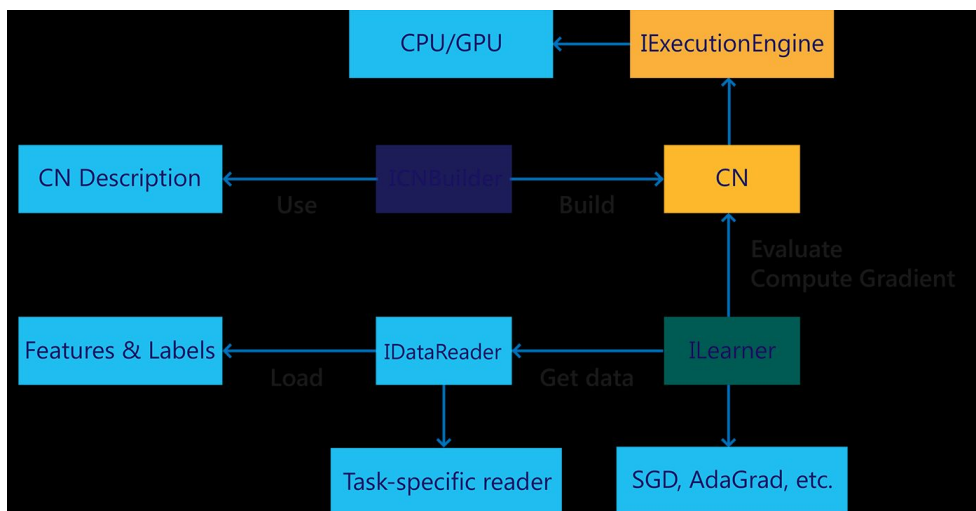 CPU/GPU
IExecutionEngine
CN Description
ICNBuilder
CN
Use
Build
Evaluate
Compute Gradient
Features & Labels
IDataReader
ILearner
Load
Get data
Task-specific reader
SGD, AdaGrad, etc.